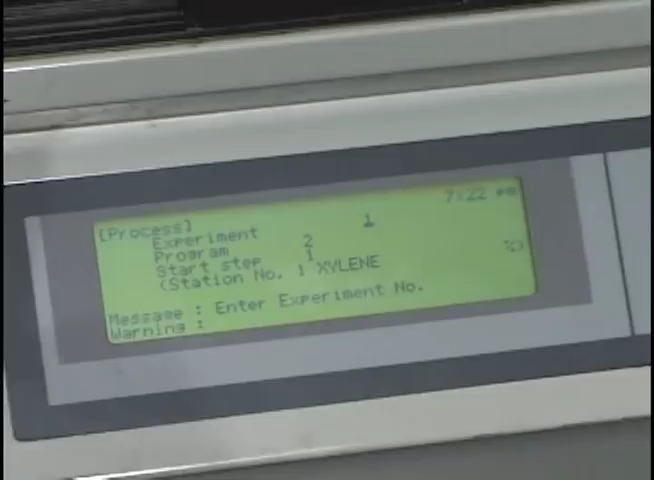 7:22 PM
[Process]
Experiment 1
Program 2
Start step 1
(Station No. 1 XYLENE )
Message : Enter Experiment No.
Warning :